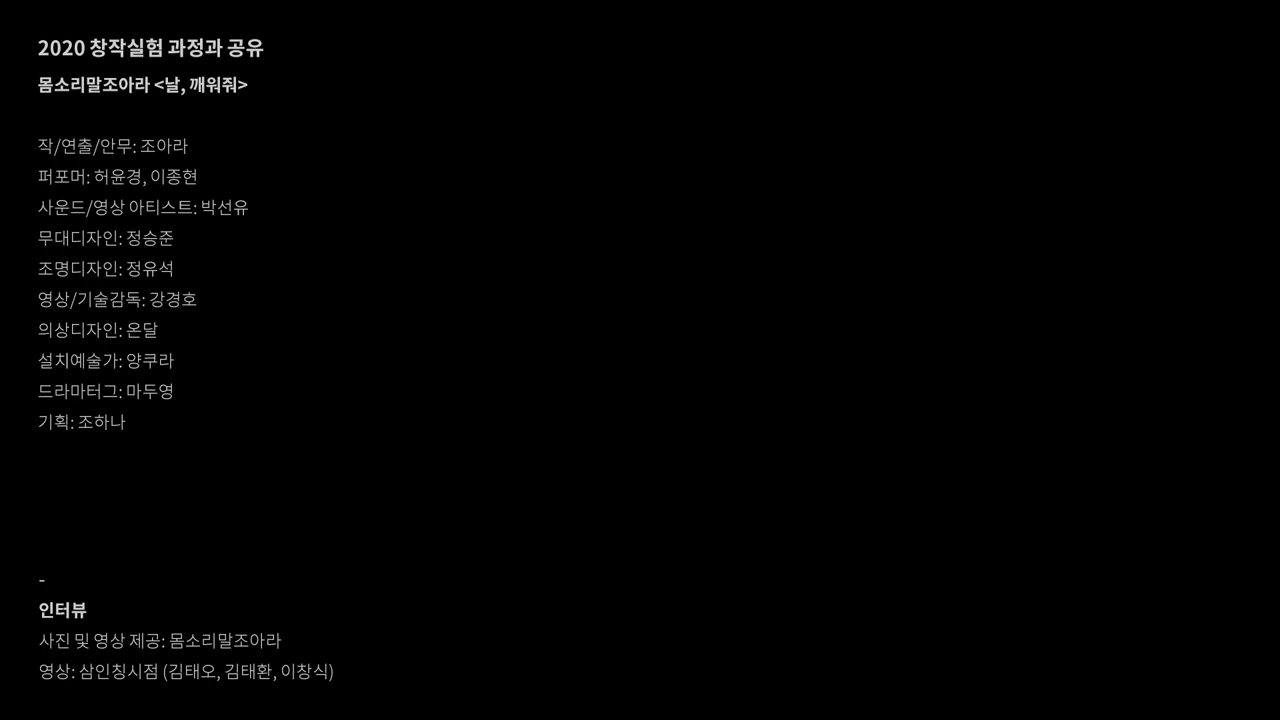 2020 창작실험 과정과 공유
몸소리말조아라 <날, 깨워줘>
작/연출/안무: 조아라
퍼포머: 허윤경, 이종현
사운드/영상 아티스트: 박선유
무대디자인: 정승준
조명디자인: 정유석
영상/기술감독: 강경호
의상디자인: 온달
설치예술가: 양쿠라
드라마터그: 마두영
기획: 조하나
-
인터뷰
사진 및 영상 제공: 몸소리말조아라
영상: 삼인칭시점 (김태오, 김태환, 이창식)